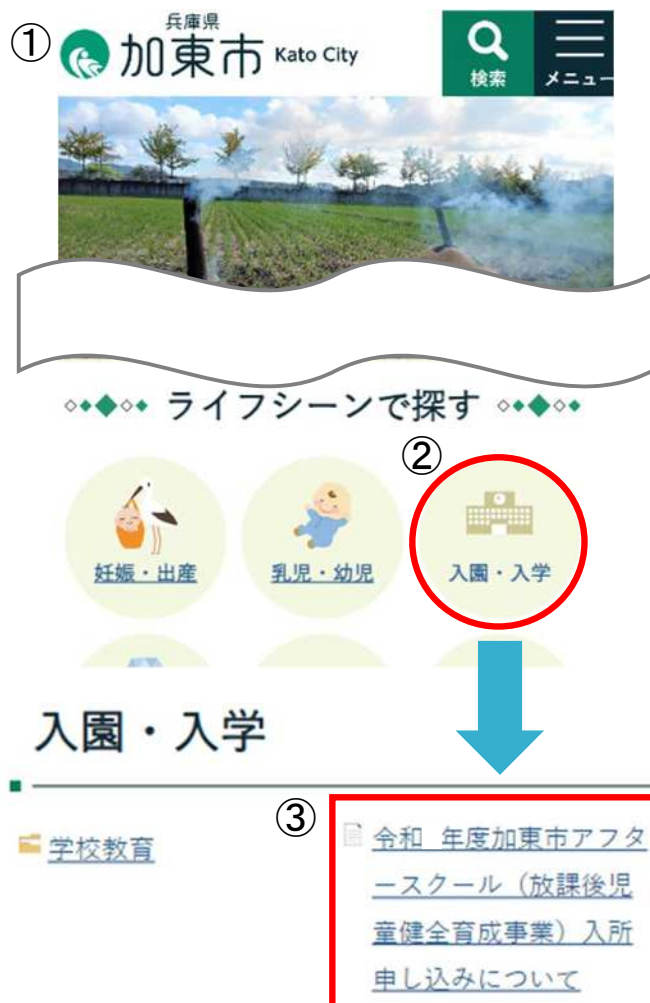 ①
兵庫県
加東市 Kato City
検索
メニュー
ライフシーンで探す
②
妊娠・出産
乳児・幼児
入園・入学
入園・入学
学校教育
③
令和 年度加東市アフタ
ースクール（放課後児
童健全育成事業）入所
申し込みについて